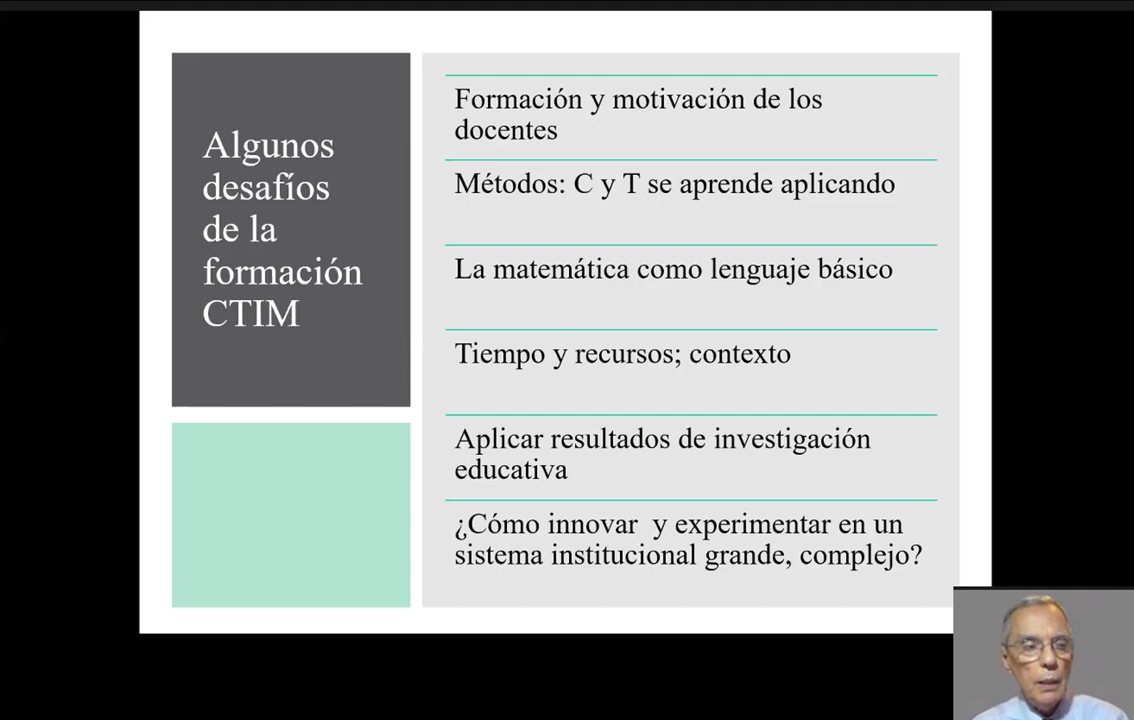 Algunos
desafíos
de la
formación
CTIM
Formación y motivación de los
docentes
Métodos: C y T se aprende aplicando
La matemática como lenguaje básico
Tiempo y recursos; contexto
Aplicar resultados de investigación
educativa
¿Cómo innovar  y experimentar en un
sistema institucional grande, complejo?